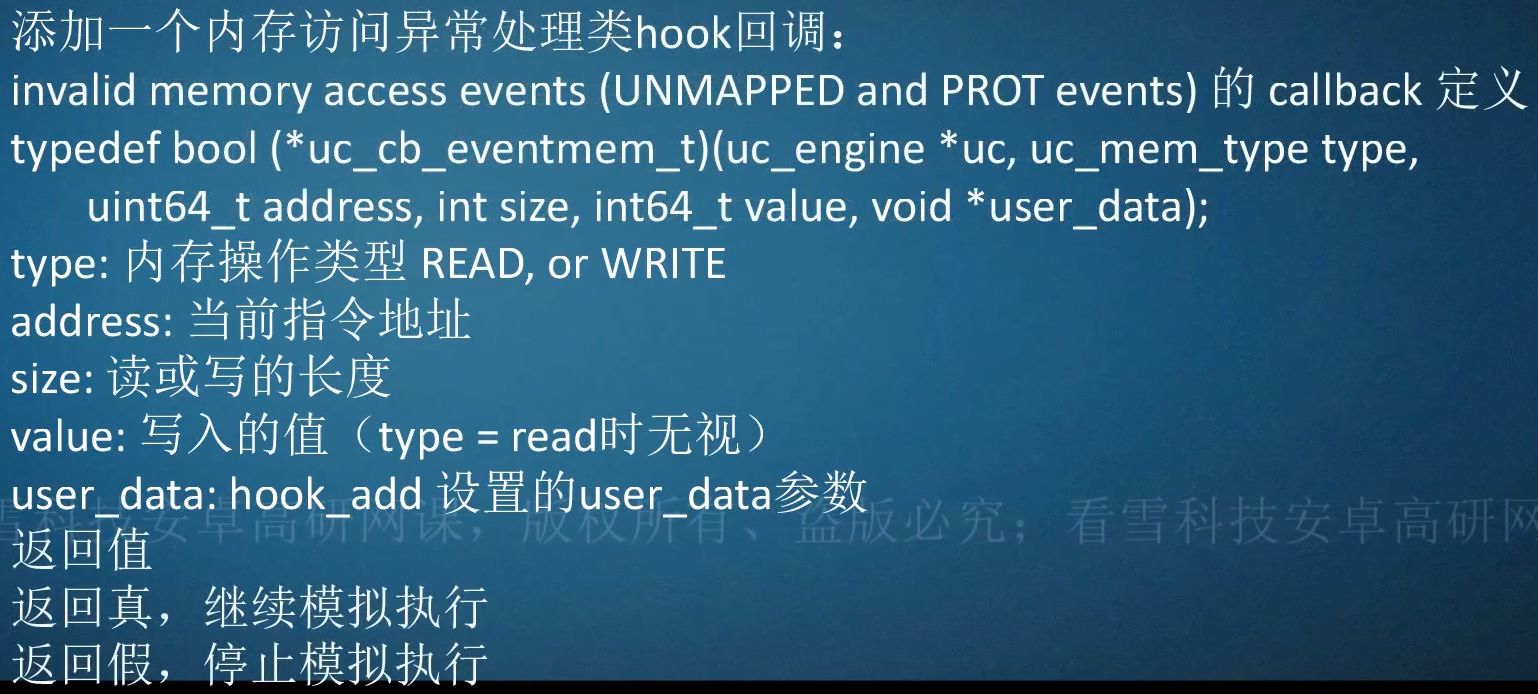 添加一个内存访问异常处理类hook回调：
invalid memory access events (UNMAPPED and PROT events) 的 callback 定义
typedef bool (*uc_cb_eventmem_t)(uc_engine *uc, uc_mem_type type,
uint64_t address, int size, int64_t value, void *user_data);
type: 内存操作类型 READ, or WRITE
address: 当前指令地址
size: 读或写的长度
value: 写入的值（type = read时无视）
user_data: hook_add 设置的user_data参数
雪科技安卓高研网课，版权所有、盗版必究；看雪科技安卓高研网
返回值
返回真，继续模拟执行
返回假，停止模拟执行